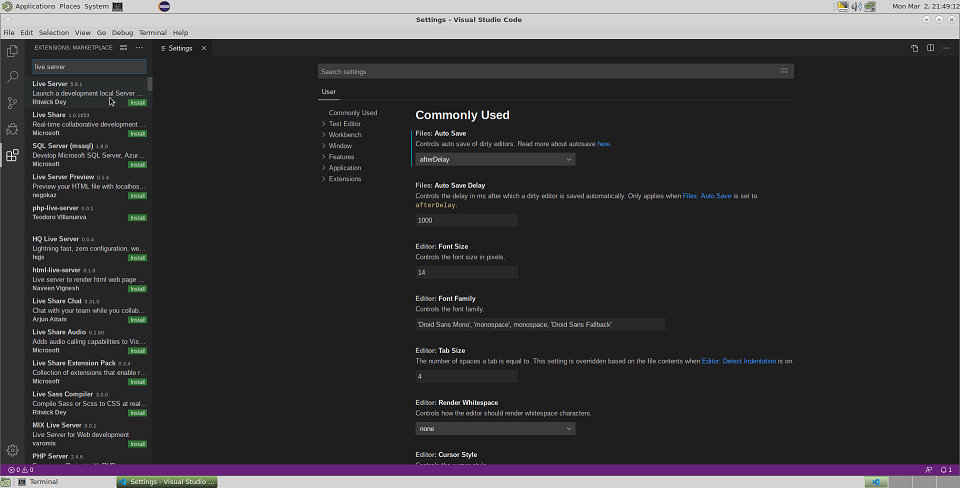 Applications Places System
Mon Mar 2, 21:49:12
Settings - Visual Studio Code
File Edit Selection View Go Debug Terminal Help
EXTENSIONS: MARKETPLACE
live server
Live Server 5.6.1
Launch a development local Server ...
Ritwick Dey Install
Live Share 1.0.1653
Real-time collaborative development ...
Microsoft Install
SQL Server (mssql) 1.8.0
Develop Microsoft SQL Server, Azur...
Microsoft Install
Live Server Preview 0.1.4
Preview your HTML file with localhos...
negokaz Install
php-live-server 0.0.1
Teodoro Villanueva Install
HQ Live Server 0.0.4
Lightning fast, zero configuration, we...
hqjs Install
html-live-server 0.1.0
Live server to render html web page ...
Naveen Vignesh Install
Live Share Chat 0.31.0
Chat with your team while you collab...
Arjun Attam Install
Live Share Audio 0.1.80
Adds audio calling capabilities to Vis...
Microsoft Install
Live Share Extension Pack 0.3.4
Collection of extensions that enable r...
Microsoft Install
Live Sass Compiler 3.0.0
Compile Sass or Scss to CSS at real...
Ritwick Dey Install
MIX Live Server 0.0.1
Live Server for Web development
varomix Install
PHP Server 2.4.6
Settings
Search settings
User
Commonly Used
Text Editor
Workbench
Window
Features
Application
Extensions
Commonly Used
Files: Auto Save
Controls auto save of dirty editors. Read more about autosave here.
afterDelay
Files: Auto Save Delay
Controls the delay in ms after which a dirty editor is saved automatically. Only applies when Files: Auto Save is set to
afterDelay.
1000
Editor: Font Size
Controls the font size in pixels.
14
Editor: Font Family
Controls the font family.
'Droid Sans Mono', 'monospace', monospace, 'Droid Sans Fallback'
Editor: Tab Size
The number of spaces a tab is equal to. This setting is overridden based on the file contents when Editor: Detect Indentation is on.
4
Editor: Render Whitespace
Controls how the editor should render whitespace characters.
none
Editor: Cursor Style
0 0
1
Terminal
Settings - Visual Studio ...